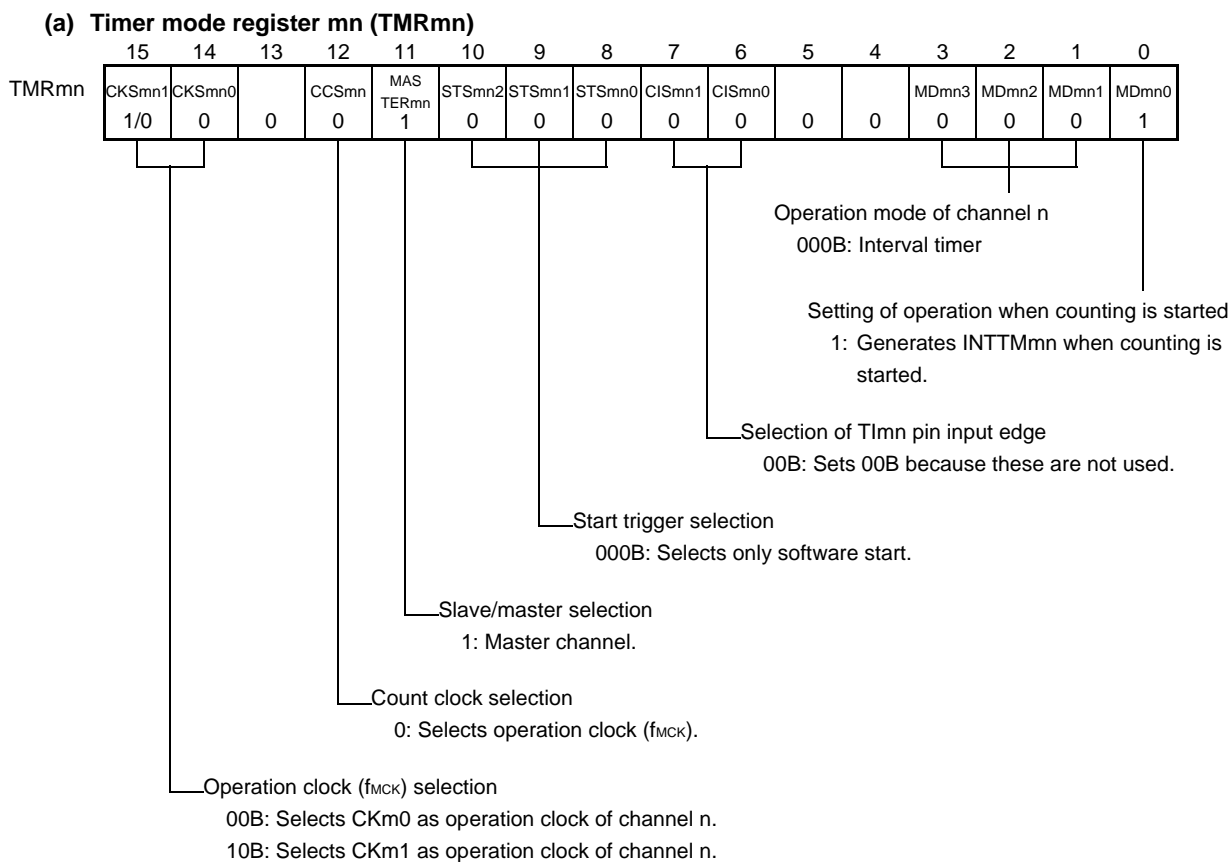 (a) Timer mode register mn (TMRmn)
15 14 13 12 11 10 9 8 7 6 5 4 3 2 1 0
TMRmn
CKSmn1 CKSmn0 CCSmn MAS TERmn STSmn2 STSmn1 STSmn0 CISmn1 CISmn0 MDmn3 MDmn2 MDmn1 MDmn0
1/0 0 0 0 1 0 0 0 0 0 0 0 0 0 0 1
Operation mode of channel n
000B: Interval timer
Setting of operation when counting is started
1: Generates INTTMmn when counting is
started.
Selection of TImn pin input edge
00B: Sets 00B because these are not used.
Start trigger selection
000B: Selects only software start.
Slave/master selection
1: Master channel.
Count clock selection
0: Selects operation clock (fMCK).
Operation clock (fMCK) selection
00B: Selects CKm0 as operation clock of channel n.
10B: Selects CKm1 as operation clock of channel n.